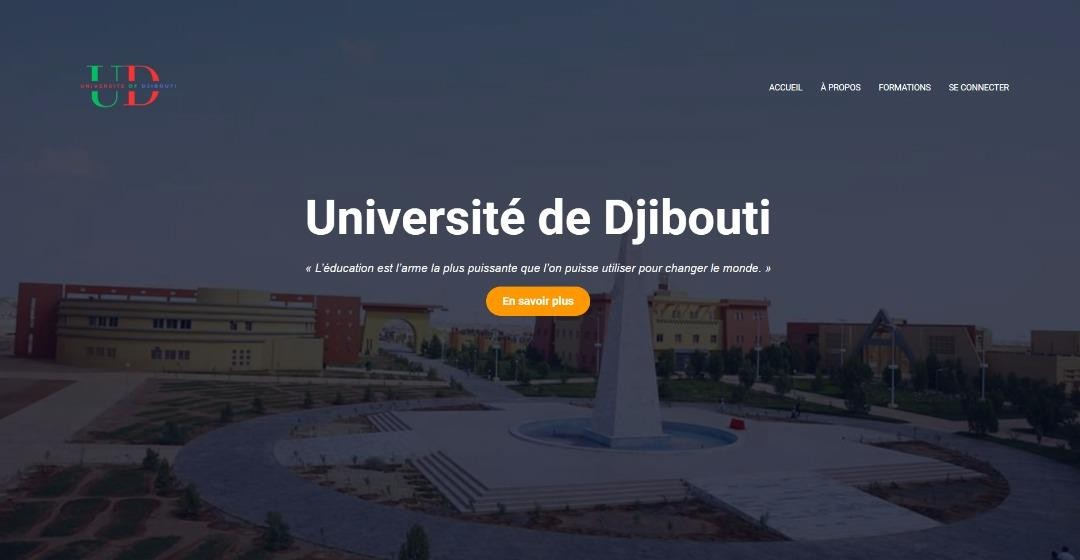 UD
UNIVERSITE OF DJIBOUTI
ACCUEIL
À PROPOS
FORMATIONS
SE CONNECTER
Université de Djibouti
« L'éducation est l'arme la plus puissante que l'on puisse utiliser pour changer le monde. »
En savoir plus